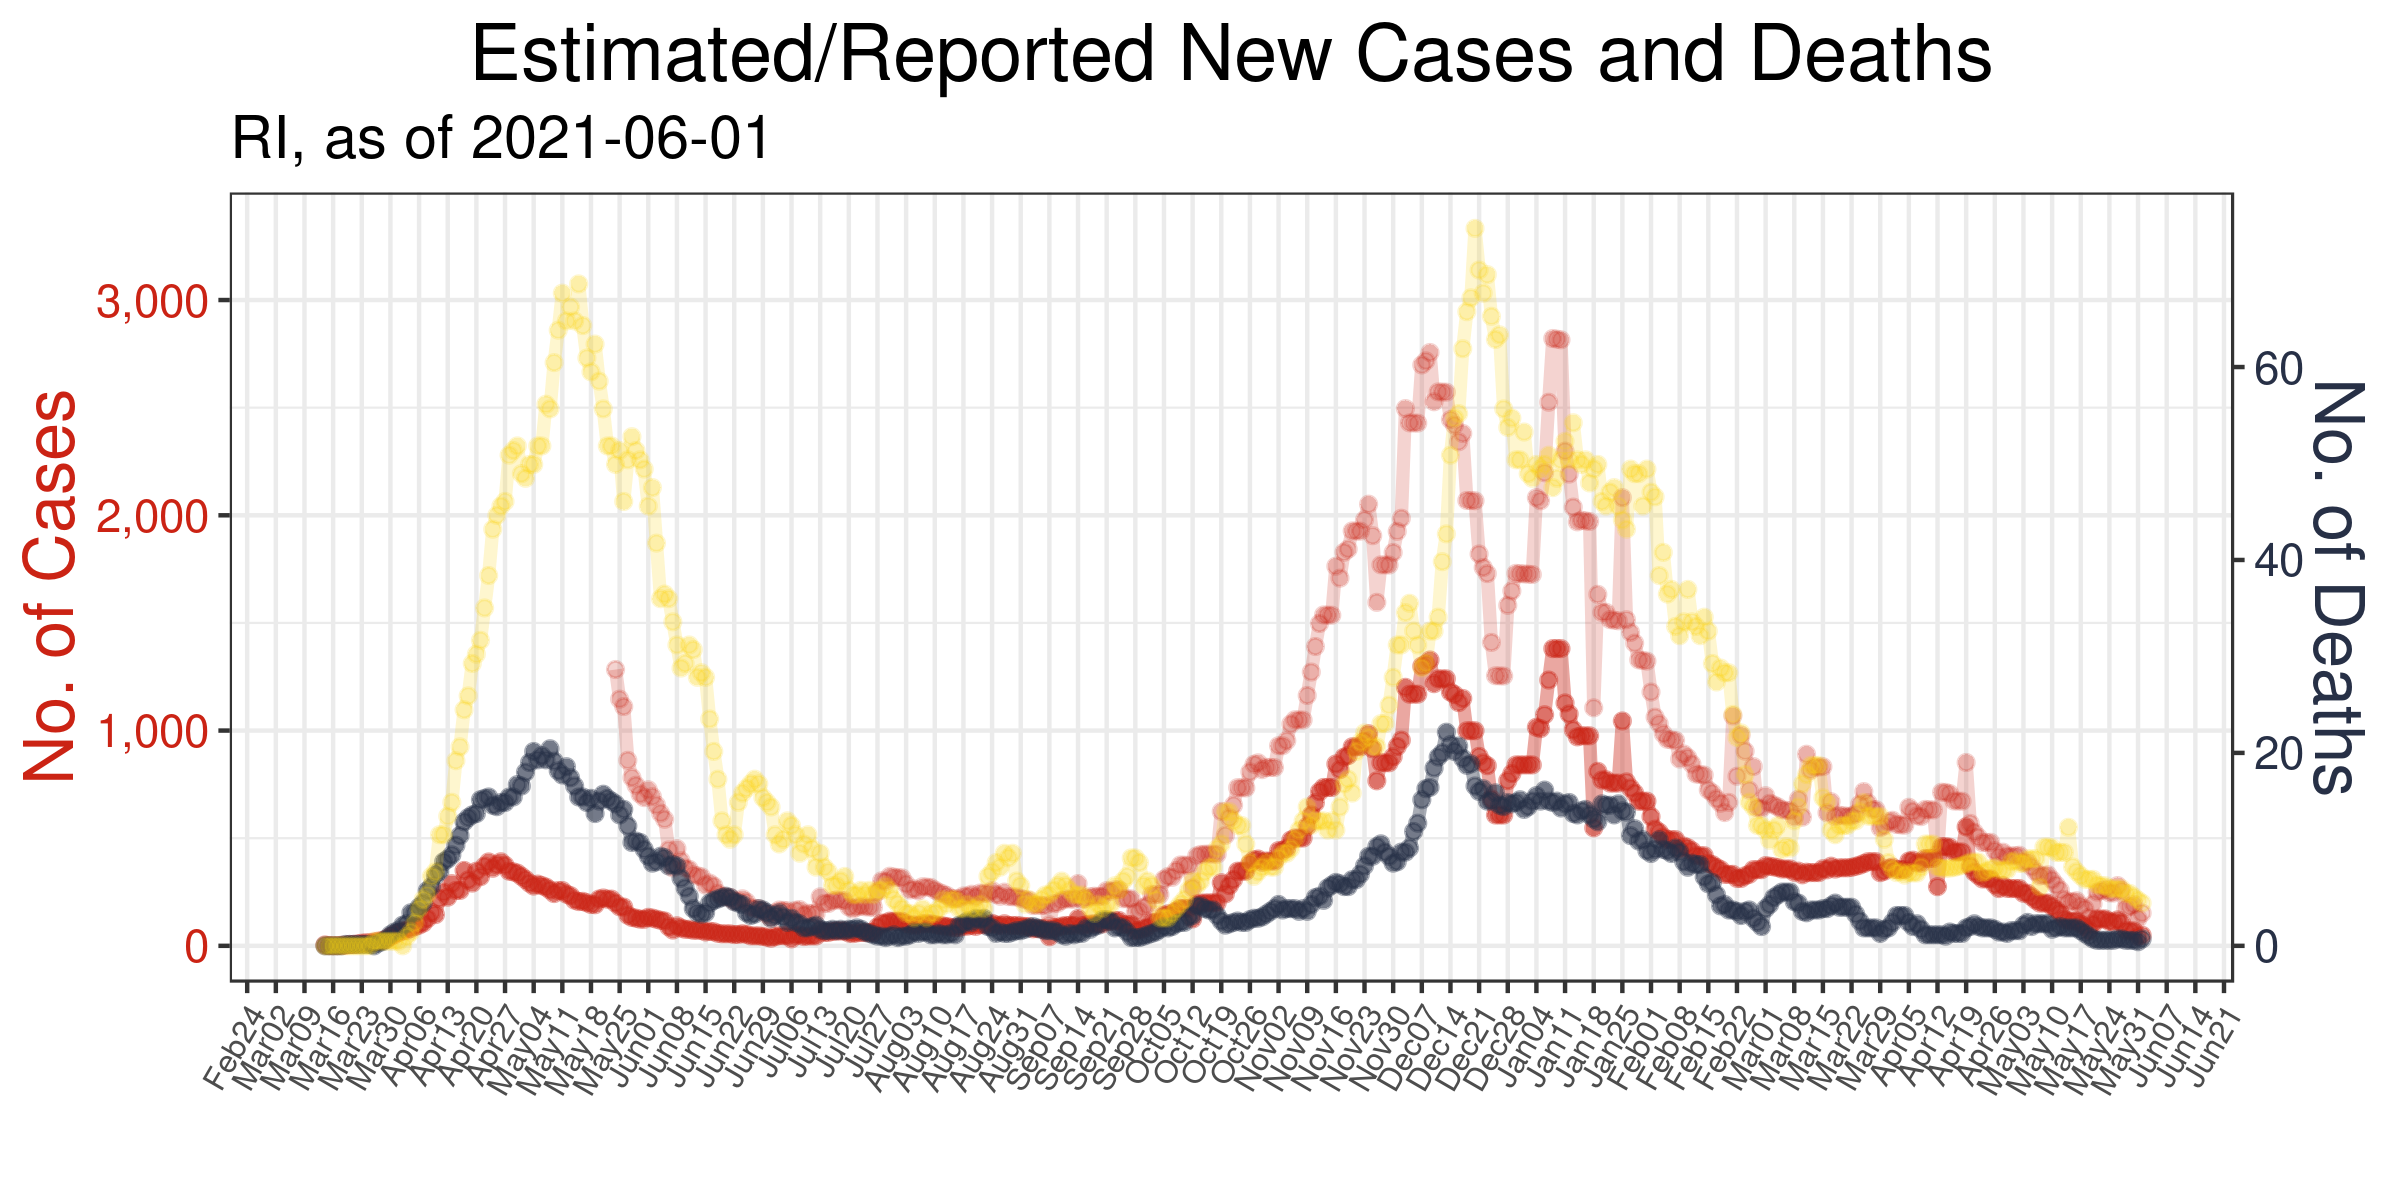 Estimated/Reported New Cases and Deaths
RI, as of 2021-06-01
No. of Cases
3,000
2,000
1,000
0
60
40
20
0
No. of Deaths
Feb24
Mar02
Mar09
Mar16
Mar23
Mar30
Apr06
Apr13
Apr20
Apr27
May04
May11
May18
May25
Jun01
Jun08
Jun15
Jun22
Jun29
Jul06
Jul13
Jul20
Jul27
Aug03
Aug10
Aug17
Aug24
Aug31
Sep07
Sep14
Sep21
Sep28
Oct05
Oct12
Oct19
Oct26
Nov02
Nov09
Nov16
Nov23
Nov30
Dec07
Dec14
Dec21
Dec28
Jan04
Jan11
Jan18
Jan25
Feb01
Feb08
Feb15
Feb22
Mar01
Mar08
Mar15
Mar22
Mar29
Apr05
Apr12
Apr19
Apr26
May03
May10
May17
May24
May31
Jun07
Jun14
Jun21